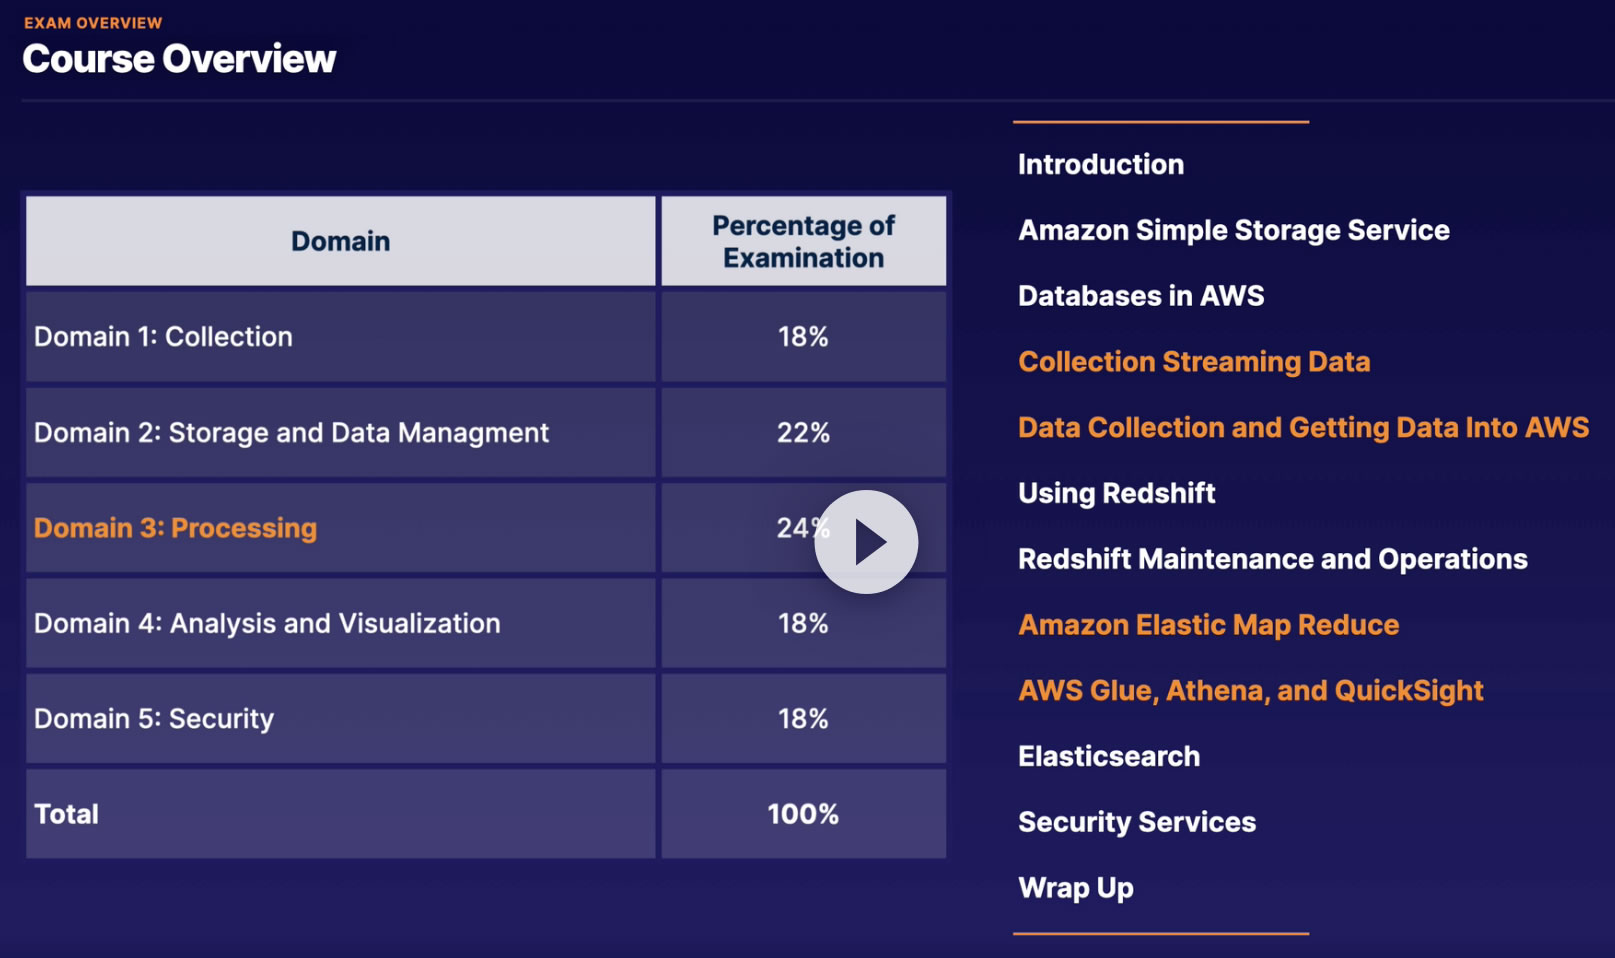 EXAM OVERVIEW
Course Overview
Domain
Percentage of
Examination
Domain 1: Collection
18%
Domain 2: Storage and Data Managment
22%
Domain 3: Processing
24%
Domain 4: Analysis and Visualization
18%
Domain 5: Security
18%
Total
100%
Introduction
Amazon Simple Storage Service
Databases in AWS
Collection Streaming Data
Data Collection and Getting Data Into AWS
Using Redshift
Redshift Maintenance and Operations
Amazon Elastic Map Reduce
AWS Glue, Athena, and QuickSight
Elasticsearch
Security Services
Wrap Up